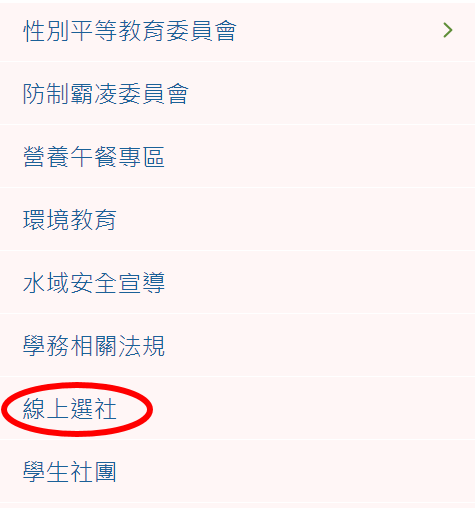 性別平等教育委員會
防制霸凌委員會
營養午餐專區
環境教育
水域安全宣導
學務相關法規
線上選社
學生社團